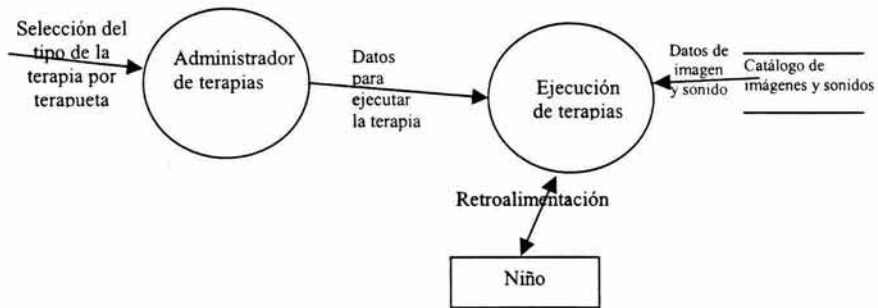 Selección del
tipo de la
terapia por
terapueta
Administrador
de terapias
Datos
para
ejecutar
la terapia
Ejecución
de terapias
Datos de
imagen
y sonido
Catálogo de
imágenes y sonidos
Retroalimentación
Niño